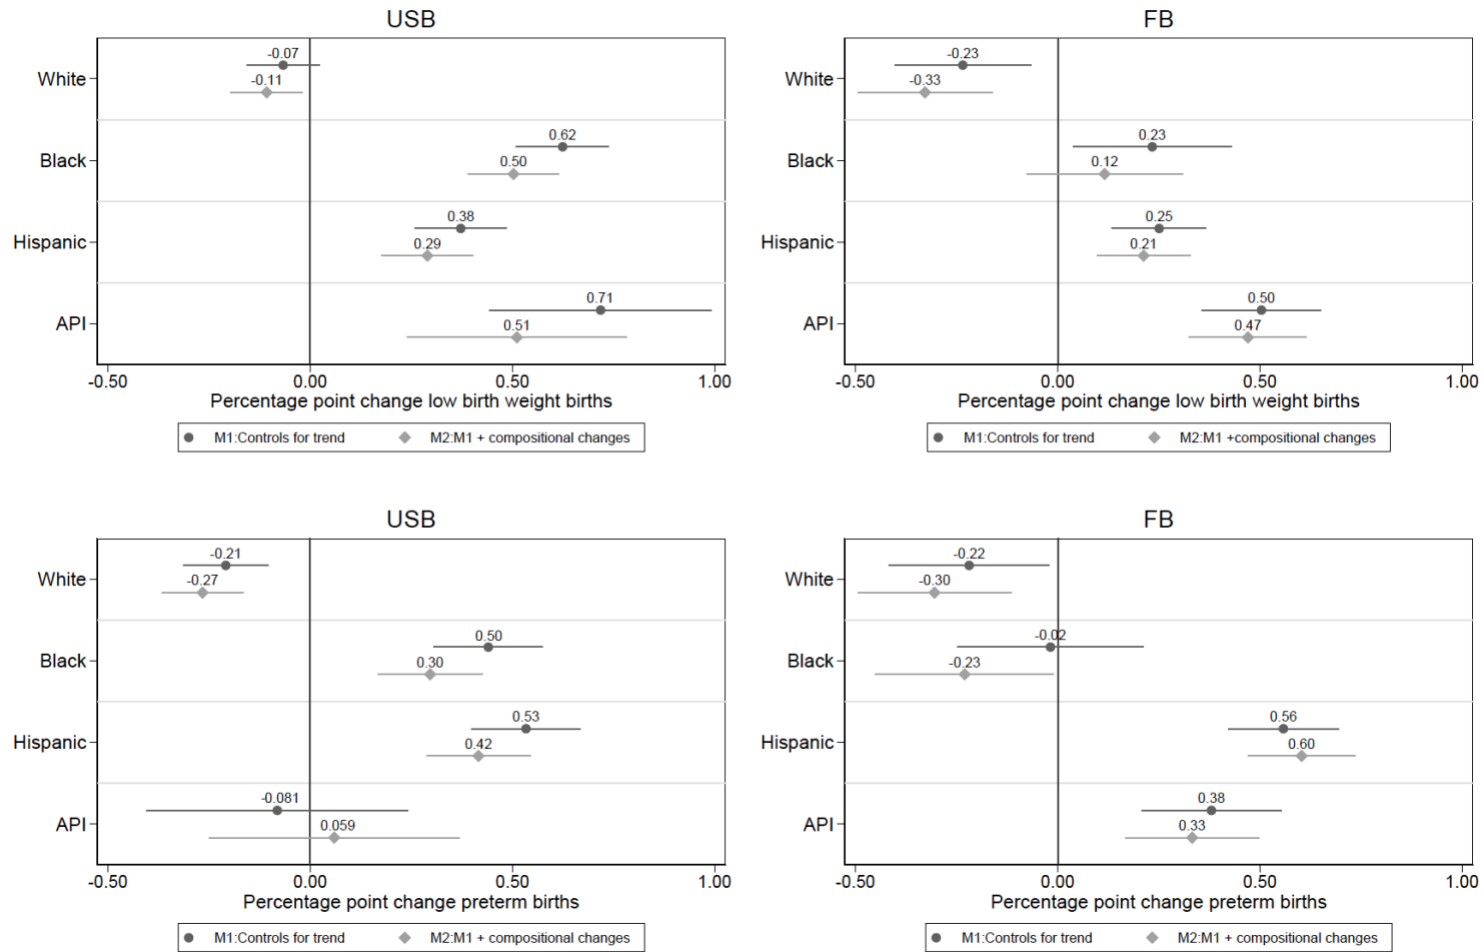 USB
White
-0.07
-0.11
Black
0.62
0.50
Hispanic
0.38
0.29
API
0.71
0.51
-0.50 0.00 0.50 1.00
Percentage point change low birth weight births
M1:Controls for trend M2:M1 + compositional changes
FB
White
-0.23
-0.33
Black
0.23
0.12
Hispanic
0.25
0.21
API
0.50
0.47
-0.50 0.00 0.50 1.00
Percentage point change low birth weight births
M1:Controls for trend M2:M1 +compositional changes
USB
White
-0.21
-0.27
Black
0.50
0.30
Hispanic
0.53
0.42
API
-0.081
0.059
-0.50 0.00 0.50 1.00
Percentage point change preterm births
M1:Controls for trend M2:M1 + compositional changes
FB
White
-0.22
-0.30
Black
-0.02
-0.23
Hispanic
0.56
0.60
API
0.38
0.33
-0.50 0.00 0.50 1.00
Percentage point change preterm births
M1:Controls for trend M2:M1 + compositional changes